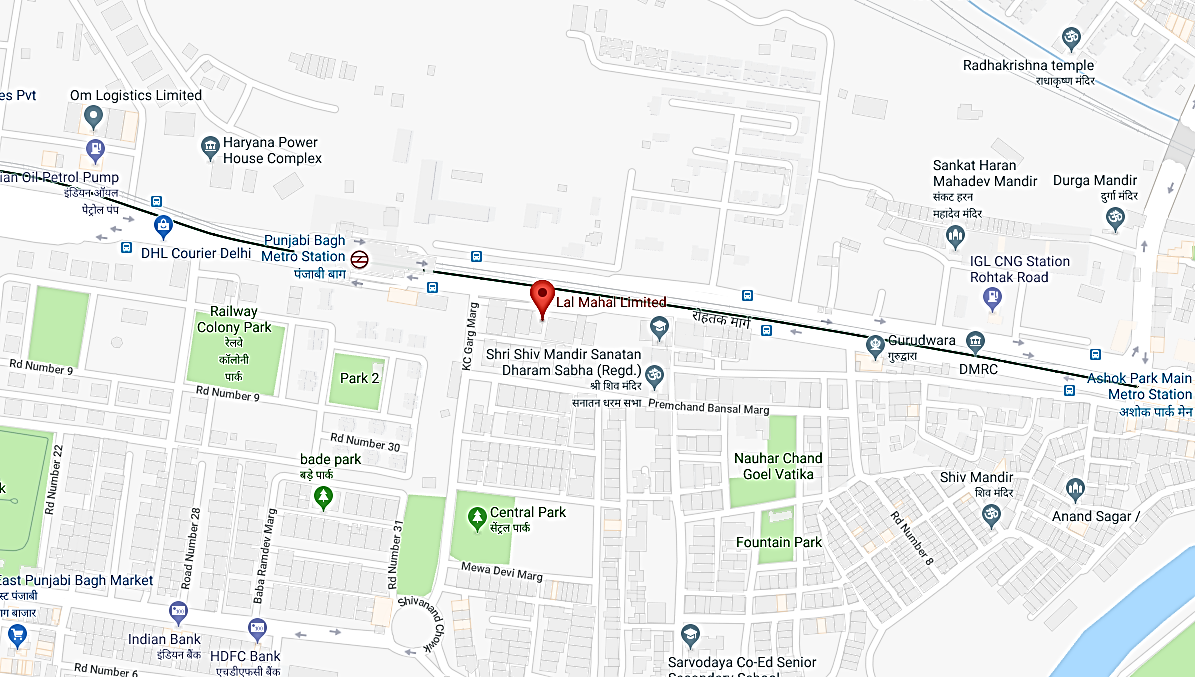 Radhakrishna temple
राधाकृष्ण मंदिर
es Pvt
Om Logistics Limited
Haryana Power
House Complex
ian Oil-Petrol Pump
इंडियन ऑयल
पेट्रोल पंप
Sankat Haran
Mahadev Mandir
संकट हरन
महादेव मंदिर
Durga Mandir
दुर्गा मंदिर
DHL Courier Delhi
Punjabi Bagh
Metro Station
पंजाबी बाग
IGL CNG Station
Rohtak Road
Lal Mahal Limited
रोहतक मार्ग
Railway
Colony Park
रेलवे
कॉलोनी
पार्क
KC Garg Marg
Gurudwara
गुरुद्वारा
DMRC
Shri Shiv Mandir Sanatan
Dharam Sabha (Regd.)
श्री शिव मंदिर
सनातन धरम सभा
Ashok Park Main
Metro Station
अशोक पार्क मेन
Rd Number 9
Rd Number 9
Park 2
Premchand Bansal Marg
Rd Number 30
bade park
बड़े पार्क
Nauhar Chand
Goel Vatika
Rd Number 22
k
Shiv Mandir
शिव मंदिर
Anand Sagar /
Central Park
सेंट्रल पार्क
Road Number 28
Baba Ramdev Marg
Rd Number 31
Rd Number 8
Fountain Park
Mewa Devi Marg
East Punjabi Bagh Market
स्ट पंजाबी
ाग बाजार
Shivanand Chowk
Indian Bank
इंडियन बैंक
HDFC Bank
एचडीएफसी बैंक
Rd Number 6
Sarvodaya Co-Ed Senior
Secondary School